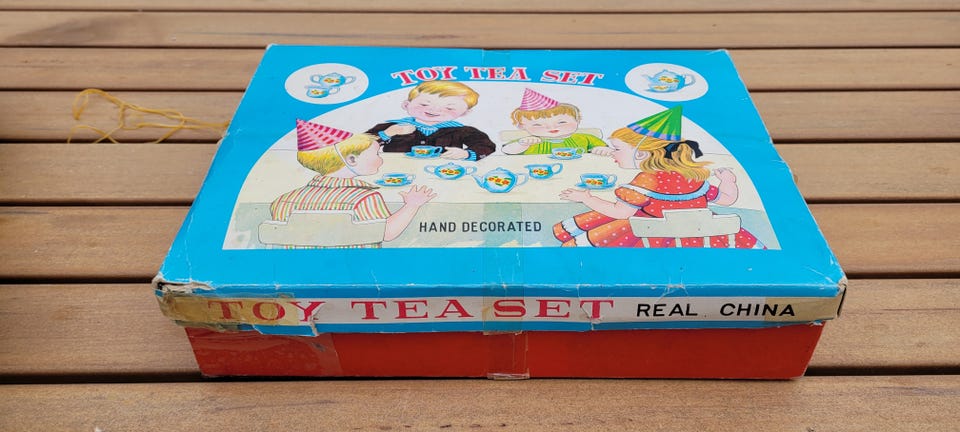 TOY TEA SET
HAND DECORATED
TOY TEA SET REAL CHINA